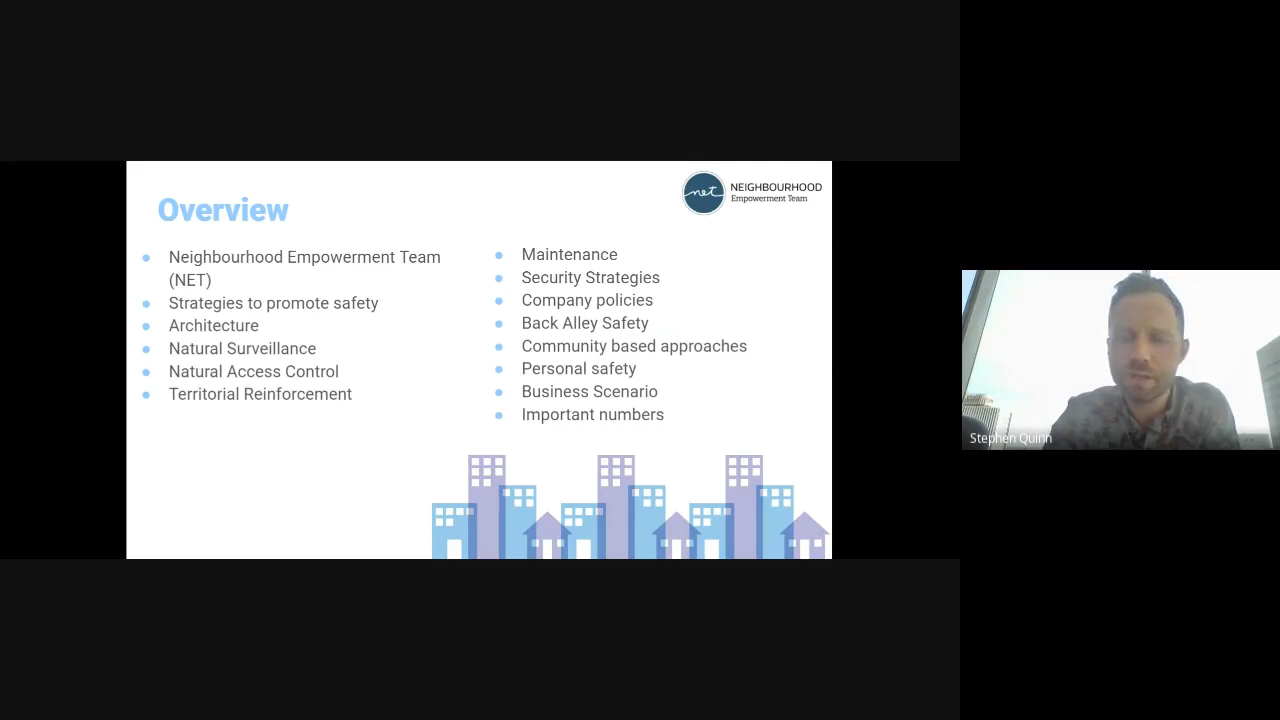 Overview
net
NEIGHBOURHOOD
Empowerment Team
Neighbourhood Empowerment Team
(NET)
Strategies to promote safety
Architecture
Natural Surveillance
Natural Access Control
Territorial Reinforcement
Maintenance
Security Strategies
Company policies
Back Alley Safety
Community based approaches
Personal safety
Business Scenario
Important numbers
Stephen Quinn